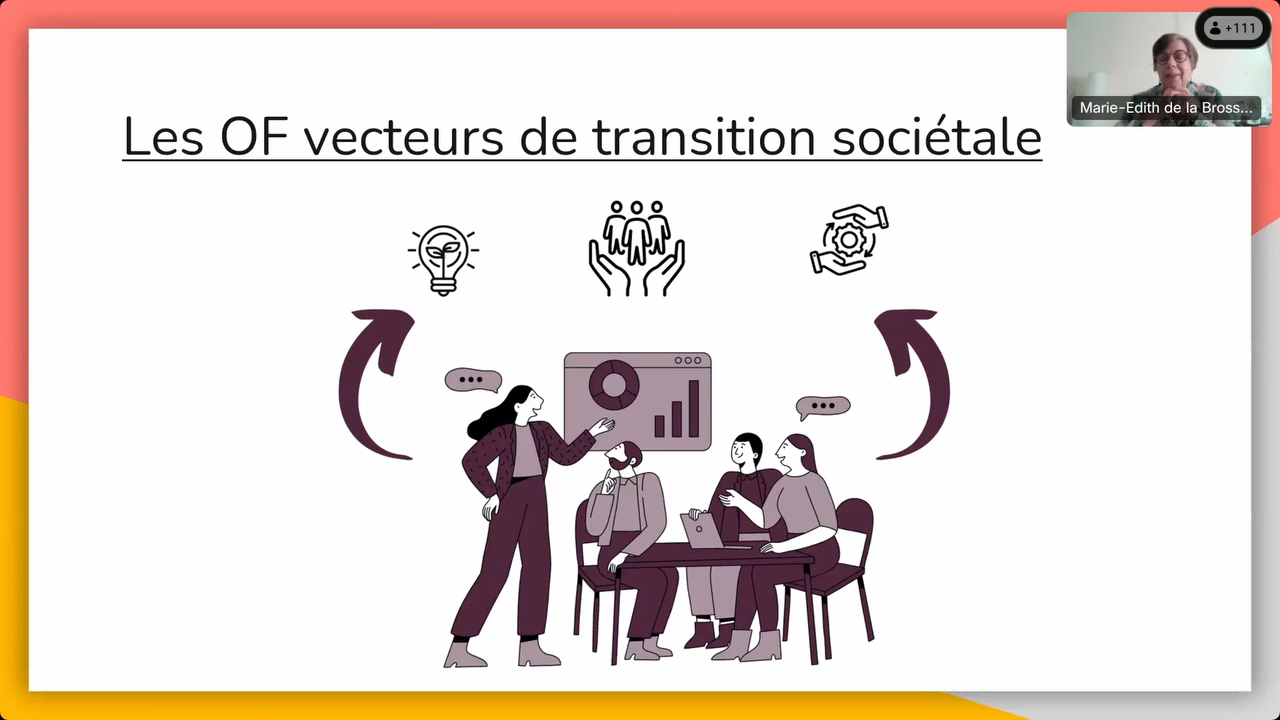 +111
Marie-Edith de la Bross...
Les OF vecteurs de transition sociétale